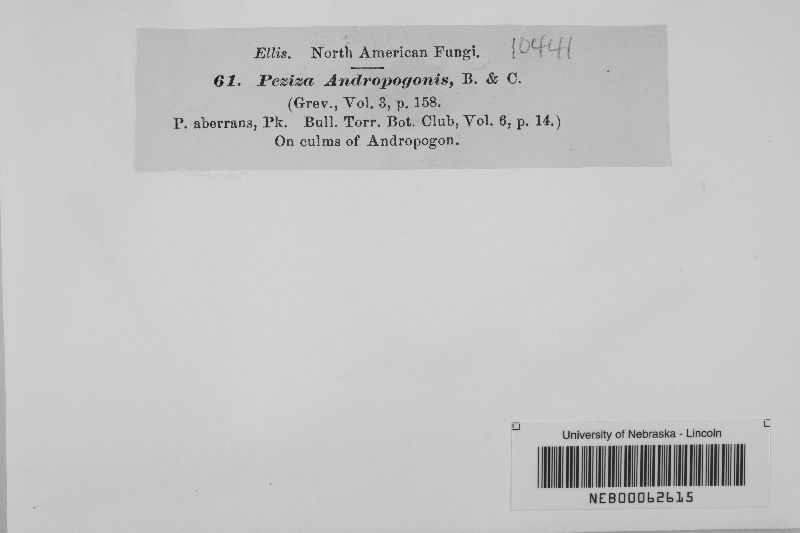 Ellis. North American Fungi. 10441
61. Peziza Andropogonis, B. & C.
(Grev., Vol. 3, p. 158.
P. aberrans, Pk. Bull. Torr. Bot. Club, Vol. 6, p. 14.)
On culms of Andropogon.
University of Nebraska - Lincoln
NEB00062615